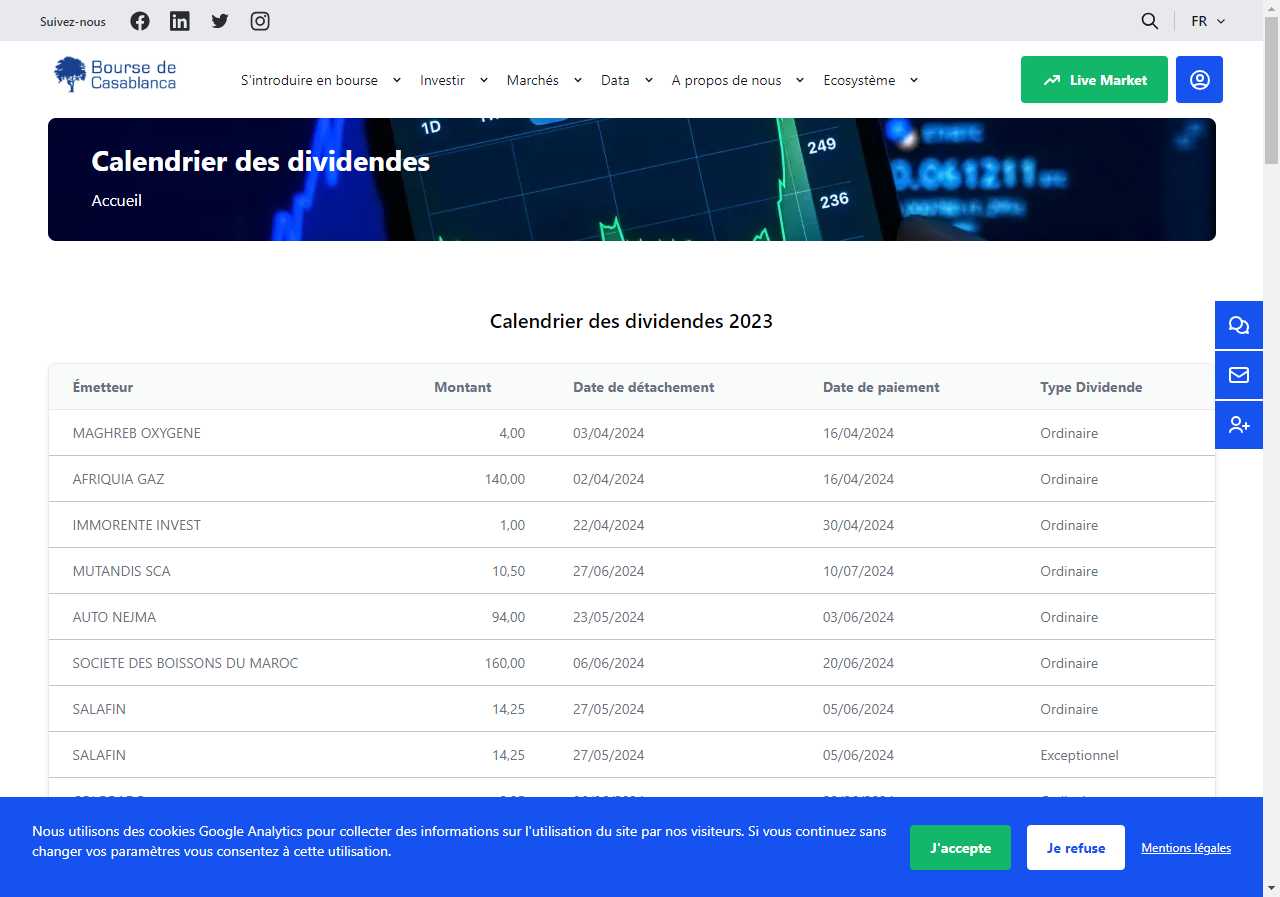 Suivez-nous
FR
Bourse de
Casablanca
S'introduire en bourse
Investir
Marchés
Data
A propos de nous
Ecosystème
Live Market
1D
249
236
0.061211
Calendrier des dividendes
Accueil
Calendrier des dividendes 2023
Émetteur Montant Date de détachement Date de paiement Type Dividende
MAGHREB OXYGENE 4,00 03/04/2024 16/04/2024 Ordinaire
AFRIQUIA GAZ 140,00 02/04/2024 16/04/2024 Ordinaire
IMMORENTE INVEST 1,00 22/04/2024 30/04/2024 Ordinaire
MUTANDIS SCA 10,50 27/06/2024 10/07/2024 Ordinaire
AUTO NEJMA 94,00 23/05/2024 03/06/2024 Ordinaire
SOCIETE DES BOISSONS DU MAROC 160,00 06/06/2024 20/06/2024 Ordinaire
SALAFIN 14,25 27/05/2024 05/06/2024 Ordinaire
SALAFIN 14,25 27/05/2024 05/06/2024 Exceptionnel
Nous utilisons des cookies Google Analytics pour collecter des informations sur l'utilisation du site par nos visiteurs. Si vous continuez sans
changer vos paramètres vous consentez à cette utilisation.
J'accepte
Je refuse
Mentions légales